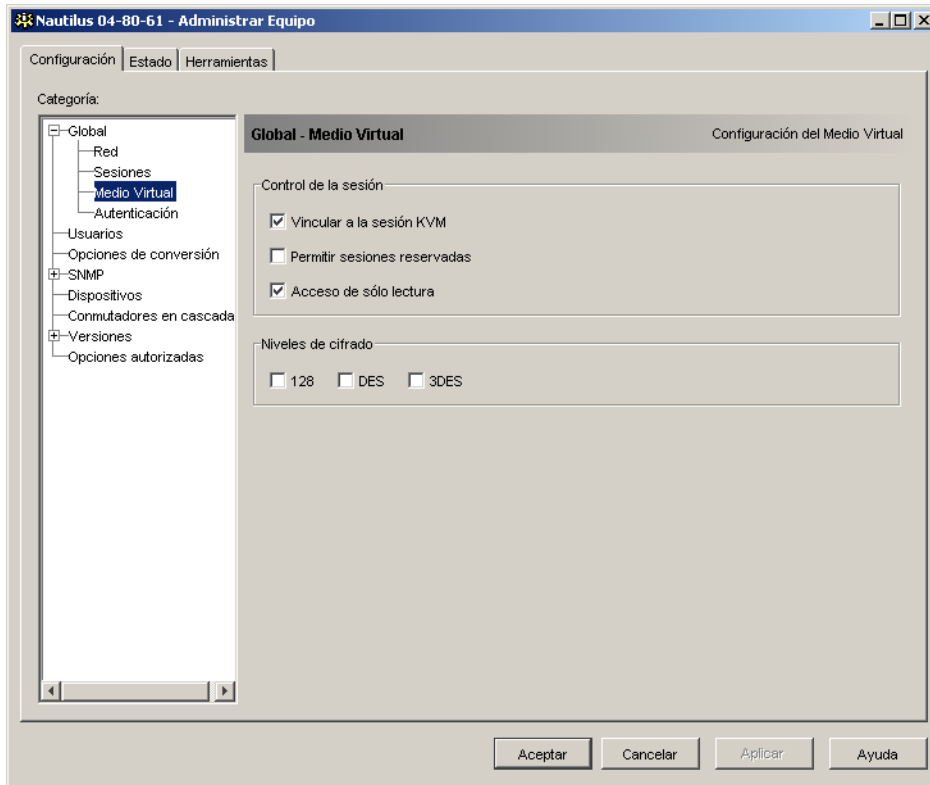 Nautilus 04-80-61 - Administrar Equipo
Configuración Estado Herramientas
Categoría:
Global
Red
Sesiones
Medio Virtual
Autenticación
Usuarios
Opciones de conversión
SNMP
Dispositivos
Conmutadores en cascada
Versiones
Opciones autorizadas
Global - Medio Virtual Configuración del Medio Virtual
Control de la sesión
Vincular a la sesión KVM
Permitir sesiones reservadas
Acceso de sólo lectura
Niveles de cifrado
128 DES 3DES
Aceptar Cancelar Aplicar Ayuda